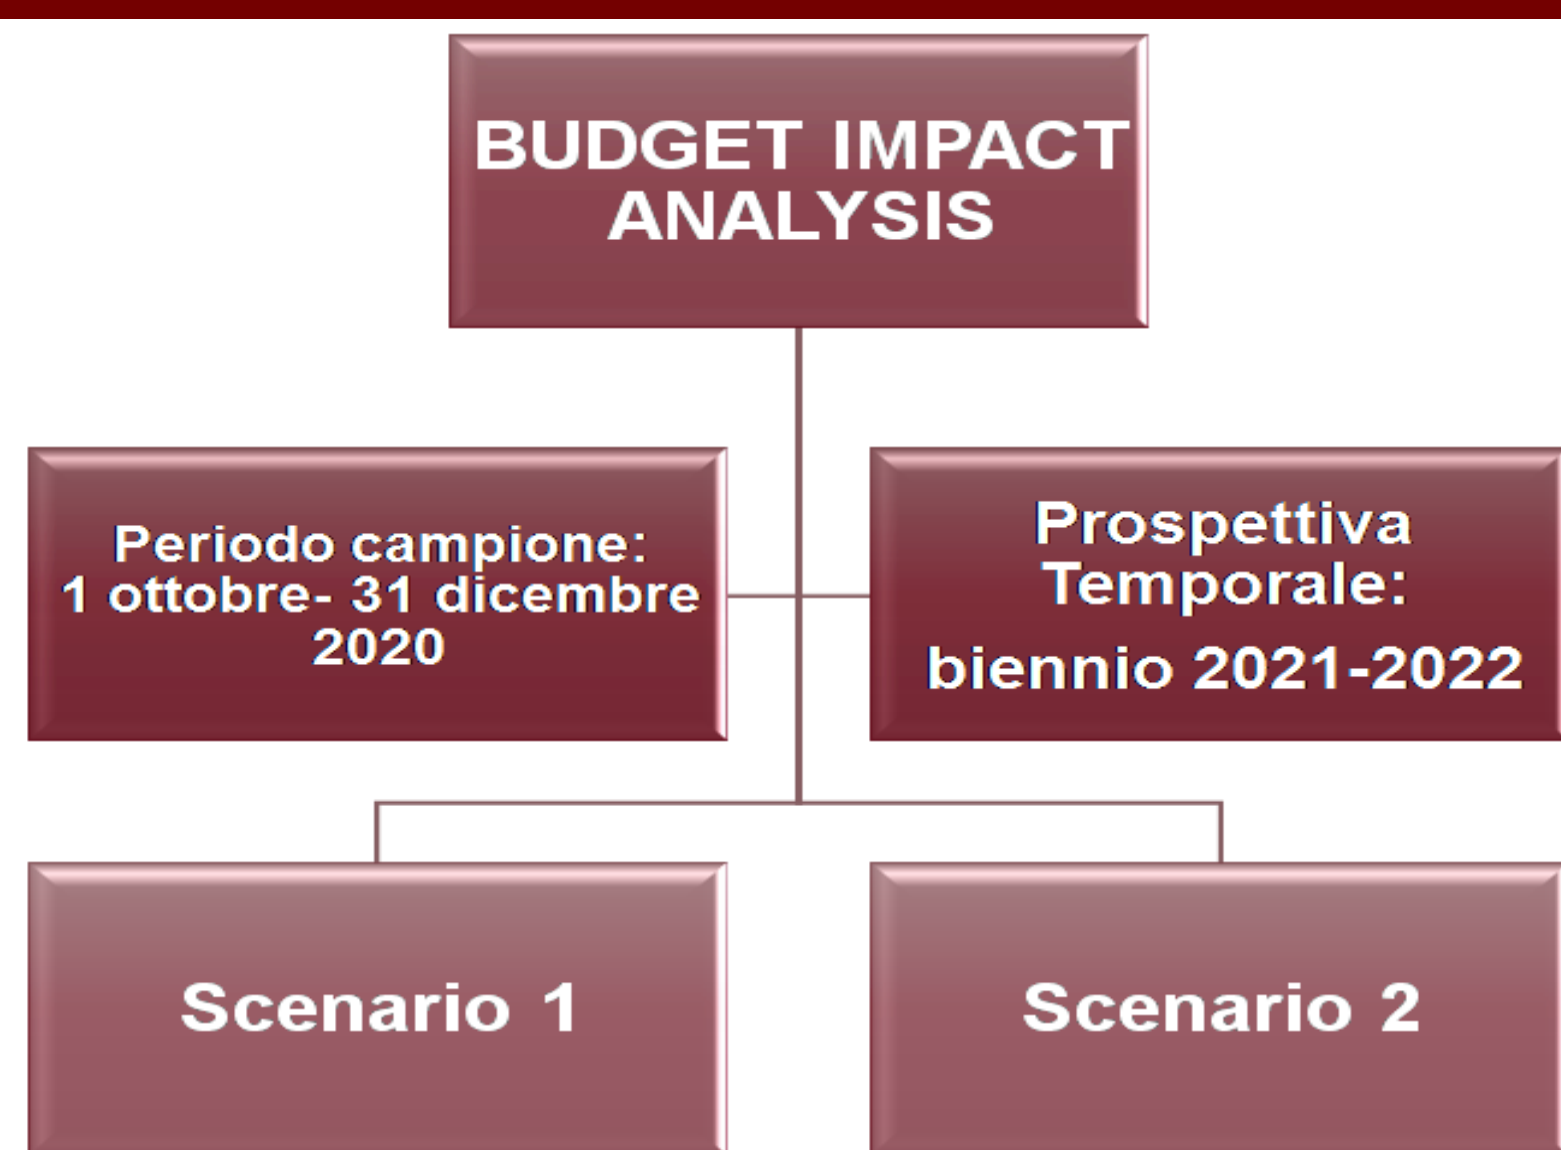 BUDGET IMPACT
ANALYSIS
Periodo campione:
1 ottobre- 31 dicembre
2020
Prospettiva
Temporale:
biennio 2021-2022
Scenario 1
Scenario 2